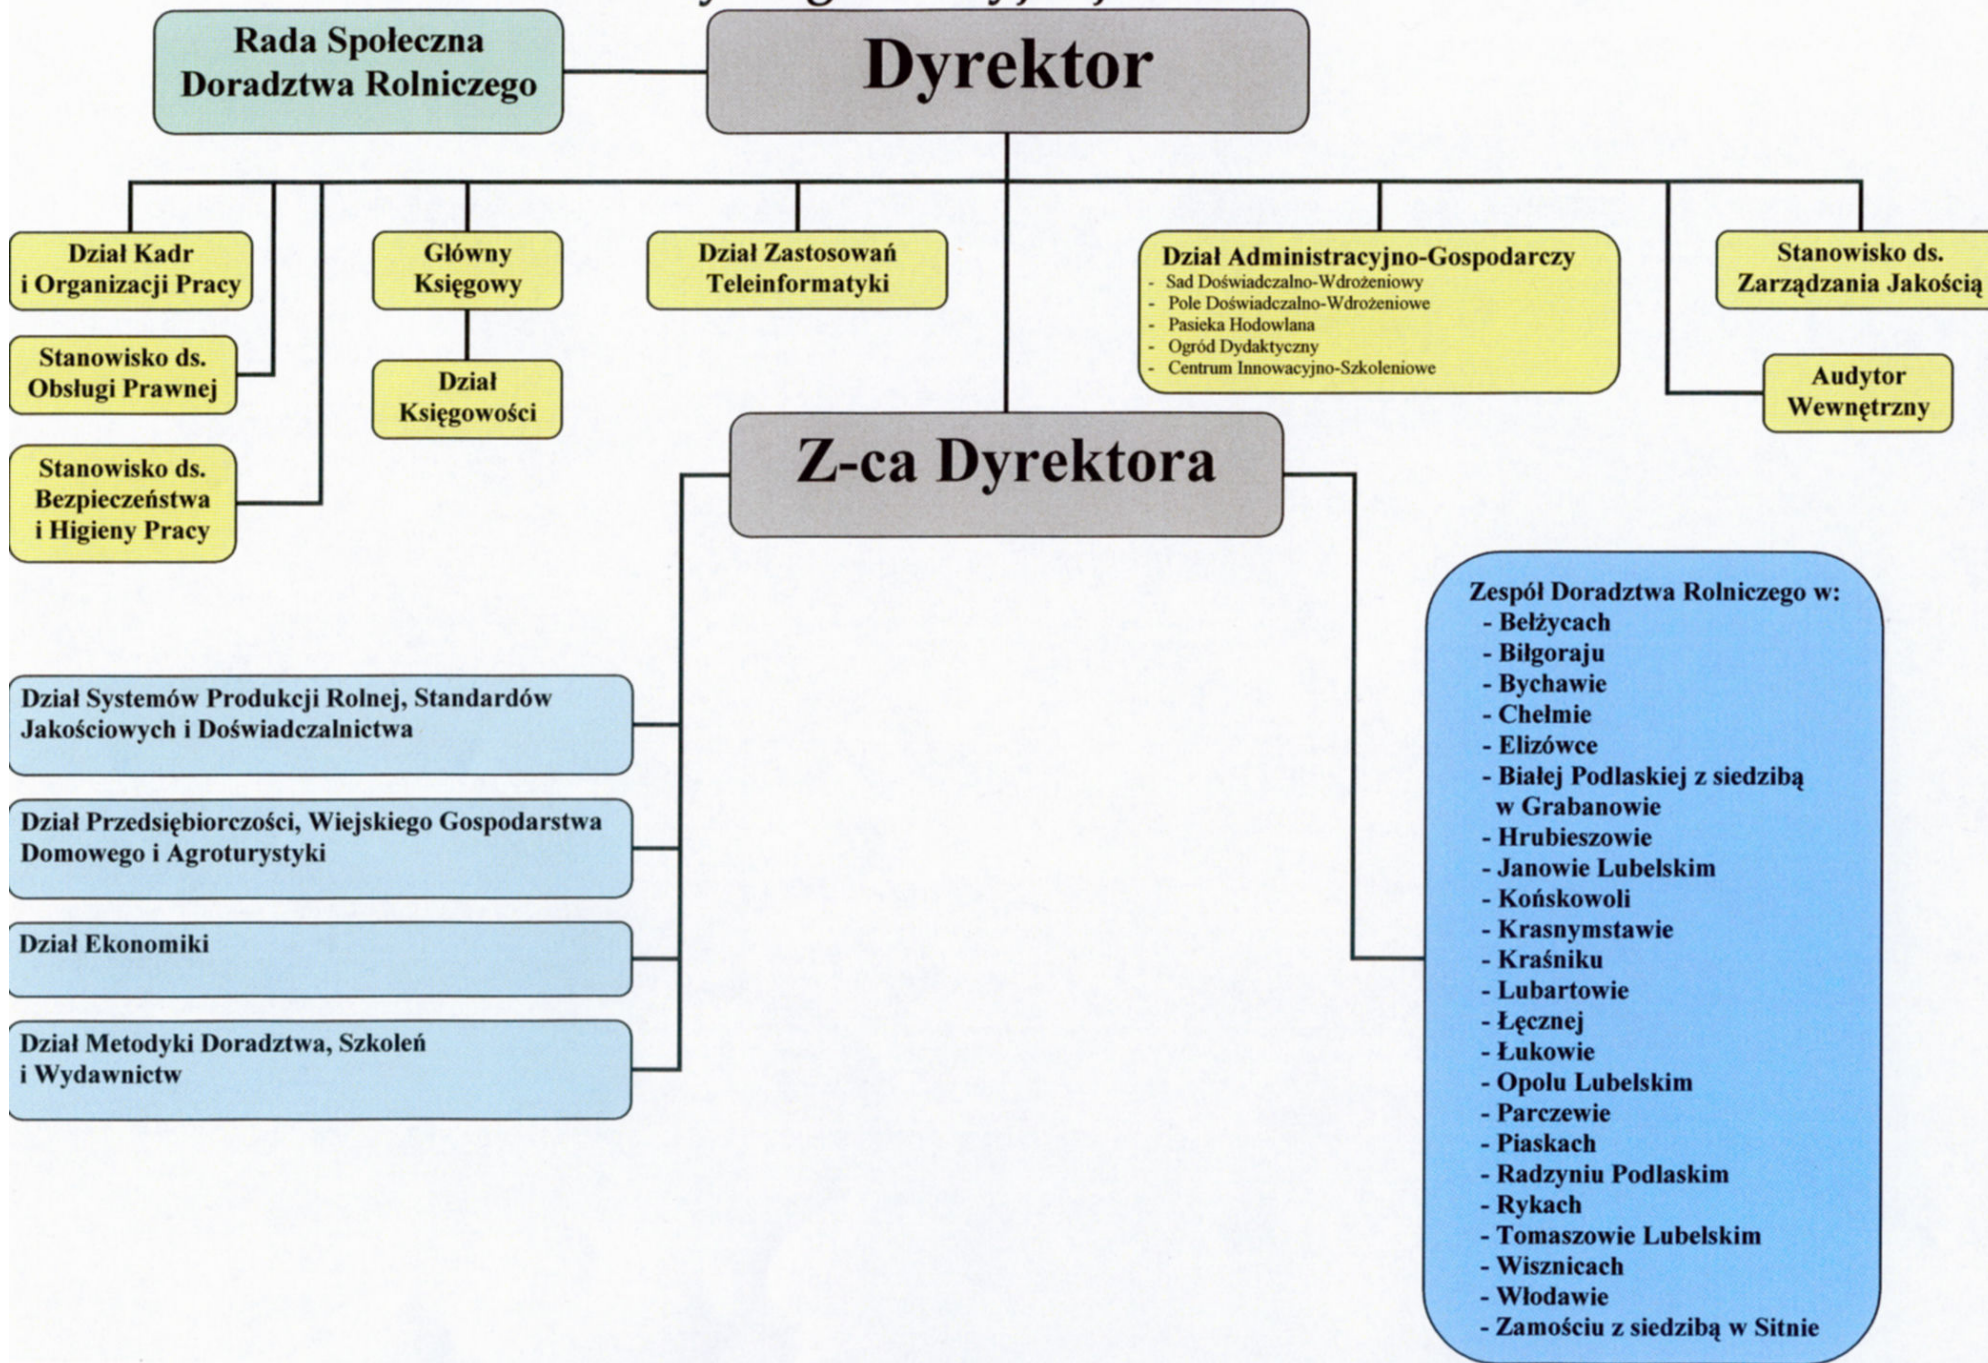 Rada Społeczna
Doradztwa Rolniczego
Dyrektor
Dział Kadr
i Organizacji Pracy
Główny
Księgowy
Dział Zastosowań
Teleinformatyki
Dział Administracyjno-Gospodarczy
- Sad Doświadczalno-Wdrożeniowy
- Pole Doświadczalno-Wdrożeniowe
- Pasieka Hodowlana
- Ogród Dydaktyczny
- Centrum Innowacyjno-Szkoleniowe
Stanowisko ds.
Zarządzania Jakością
Stanowisko ds.
Obsługi Prawnej
Dział
Księgowości
Audytor
Wewnętrzny
Stanowisko ds.
Bezpieczeństwa
i Higieny Pracy
Z-ca Dyrektora
Dział Systemów Produkcji Rolnej, Standardów
Jakościowych i Doświadczalnictwa
Dział Przedsiębiorczości, Wiejskiego Gospodarstwa
Domowego i Agroturystyki
Dział Ekonomiki
Dział Metodyki Doradztwa, Szkoleń
i Wydawnictw
Zespół Doradztwa Rolniczego w:
- Bełżycach
- Biłgoraju
- Bychawie
- Chełmie
- Elizówce
- Białej Podlaskiej z siedzibą
w Grabanowie
- Hrubieszowie
- Janowie Lubelskim
- Końskowoli
- Krasnymstawie
- Kraśniku
- Lubartowie
- Łęcznej
- Łukowie
- Opolu Lubelskim
- Parczewie
- Piaskach
- Radzyniu Podlaskim
- Rykach
- Tomaszowie Lubelskim
- Wisznicach
- Włodawie
- Zamościu z siedzibą w Sitnie